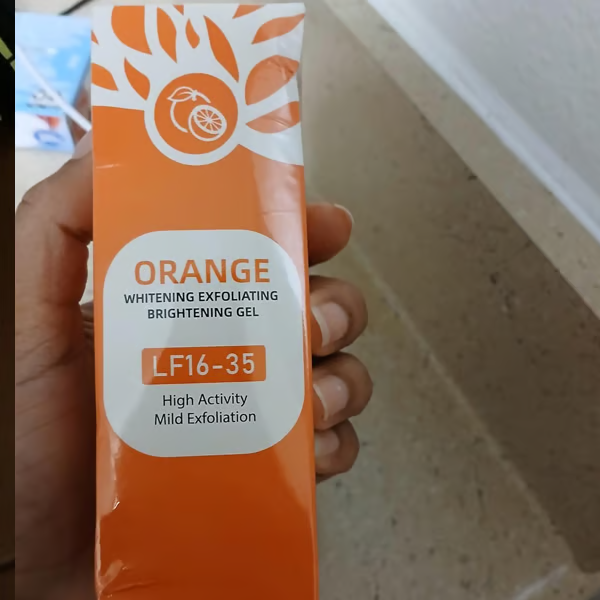 ORANGE
WHITENING EXFOLIATING
BRIGHTENING GEL
LF16-35
High Activity
Mild Exfoliation